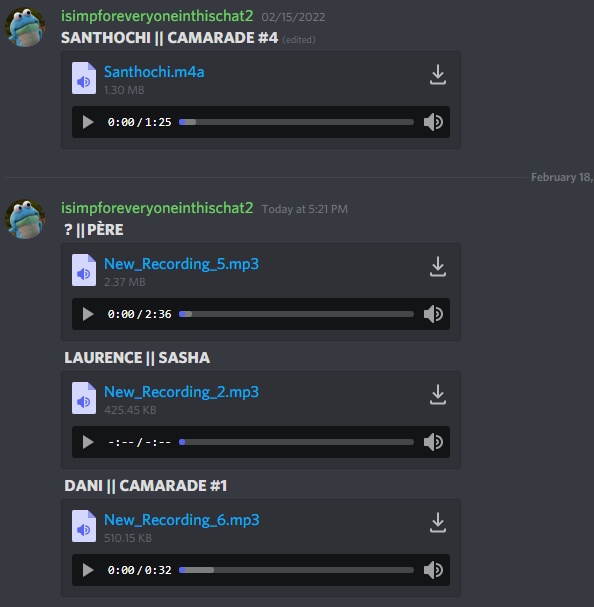 isimpforeveryoneinthischat2 02/15/2022
SANTHOCHI || CAMARADE #4 (edited)
Santhochi.m4a
1.30 MB
0:00 / 1:25
February 18,
isimpforeveryoneinthischat2 Today at 5:21 PM
? || PÈRE
New_Recording_5.mp3
2.37 MB
0:00 / 2:36
LAURENCE || SASHA
New_Recording_2.mp3
425.45 KB
-:-- / -:--
DANI || CAMARADE #1
New_Recording_6.mp3
510.15 KB
0:00 / 0:32